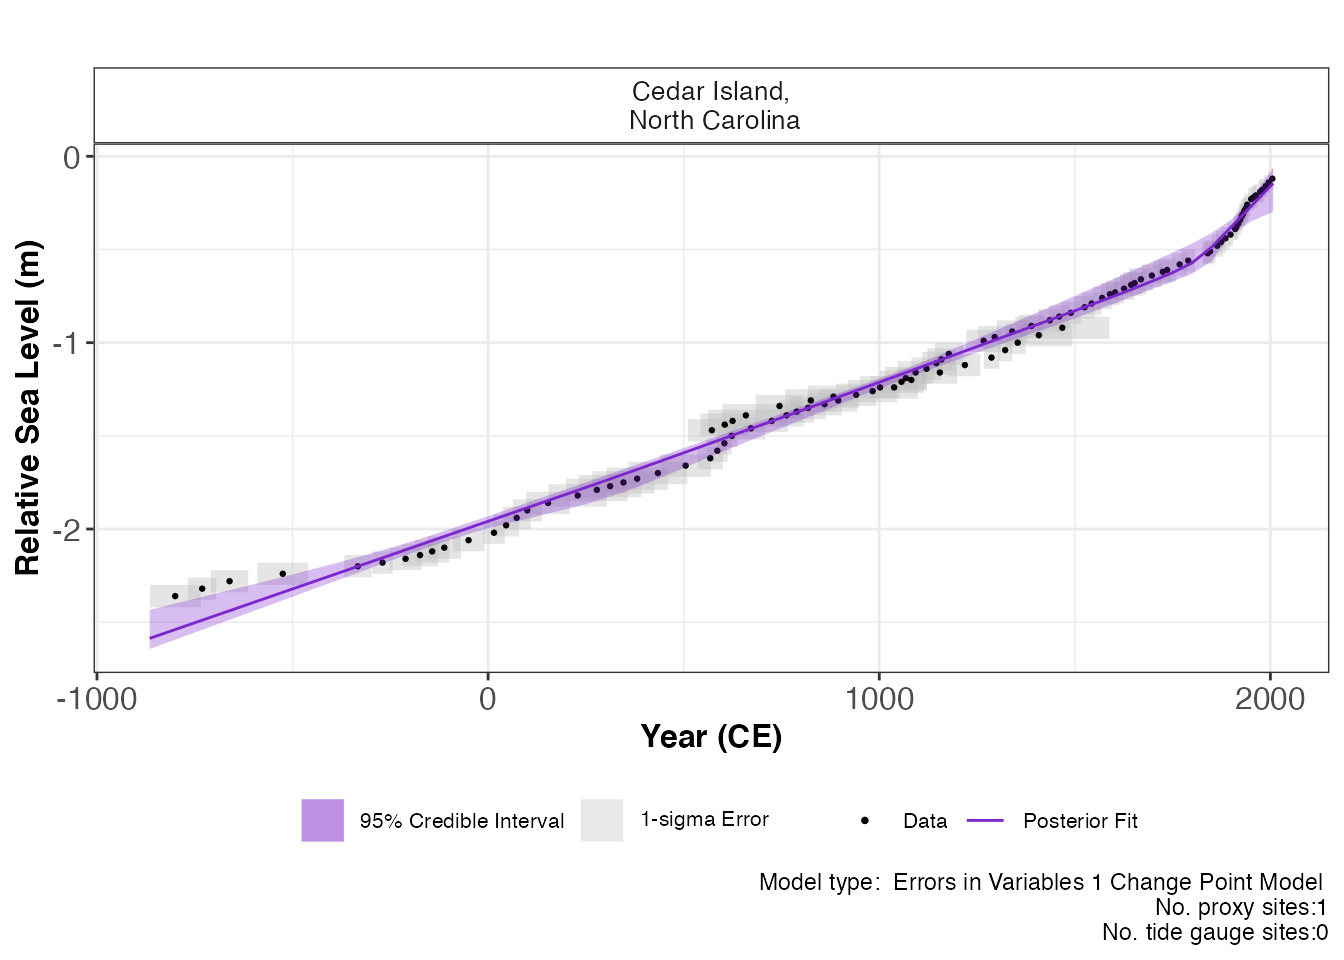 Cedar Island,
North Carolina
0
-1
-2
Relative Sea Level (m)
-1000 0 1000 2000
Year (CE)
95% Credible Interval 1-sigma Error Data Posterior Fit
Model type: Errors in Variables 1 Change Point Model
No. proxy sites:1
No. tide gauge sites:0